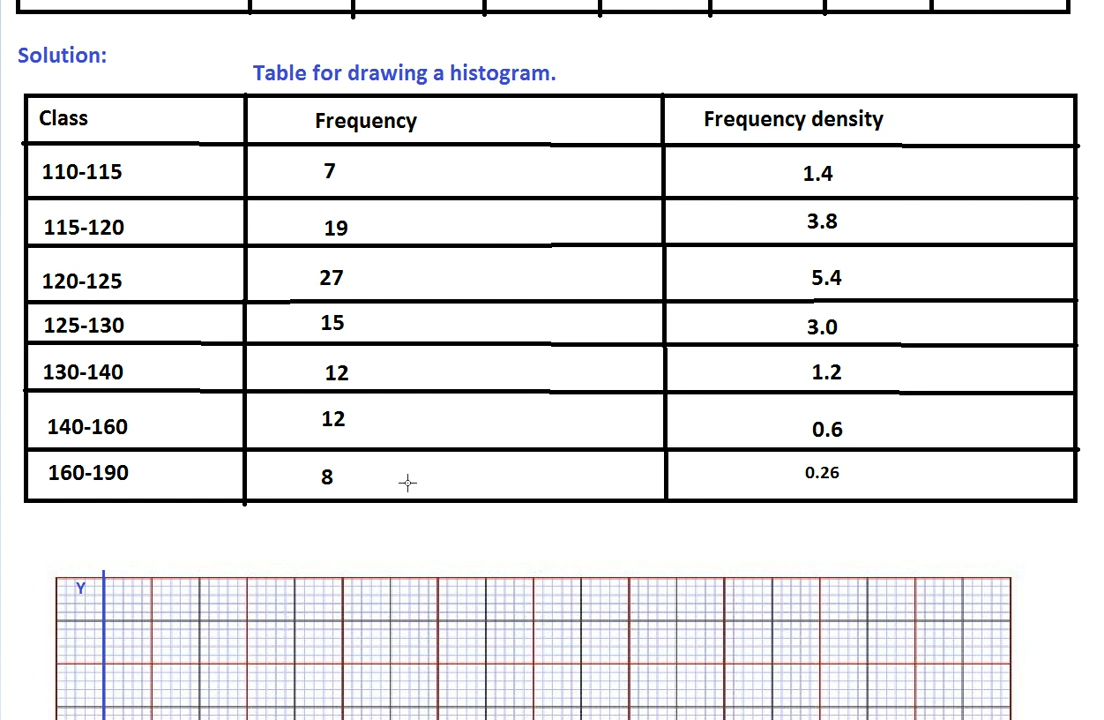 Solution:
Table for drawing a histogram.
Class Frequency Frequency density
110-115 7 1.4
115-120 19 3.8
120-125 27 5.4
125-130 15 3.0
130-140 12 1.2
140-160 12 0.6
160-190 8 0.26
Y